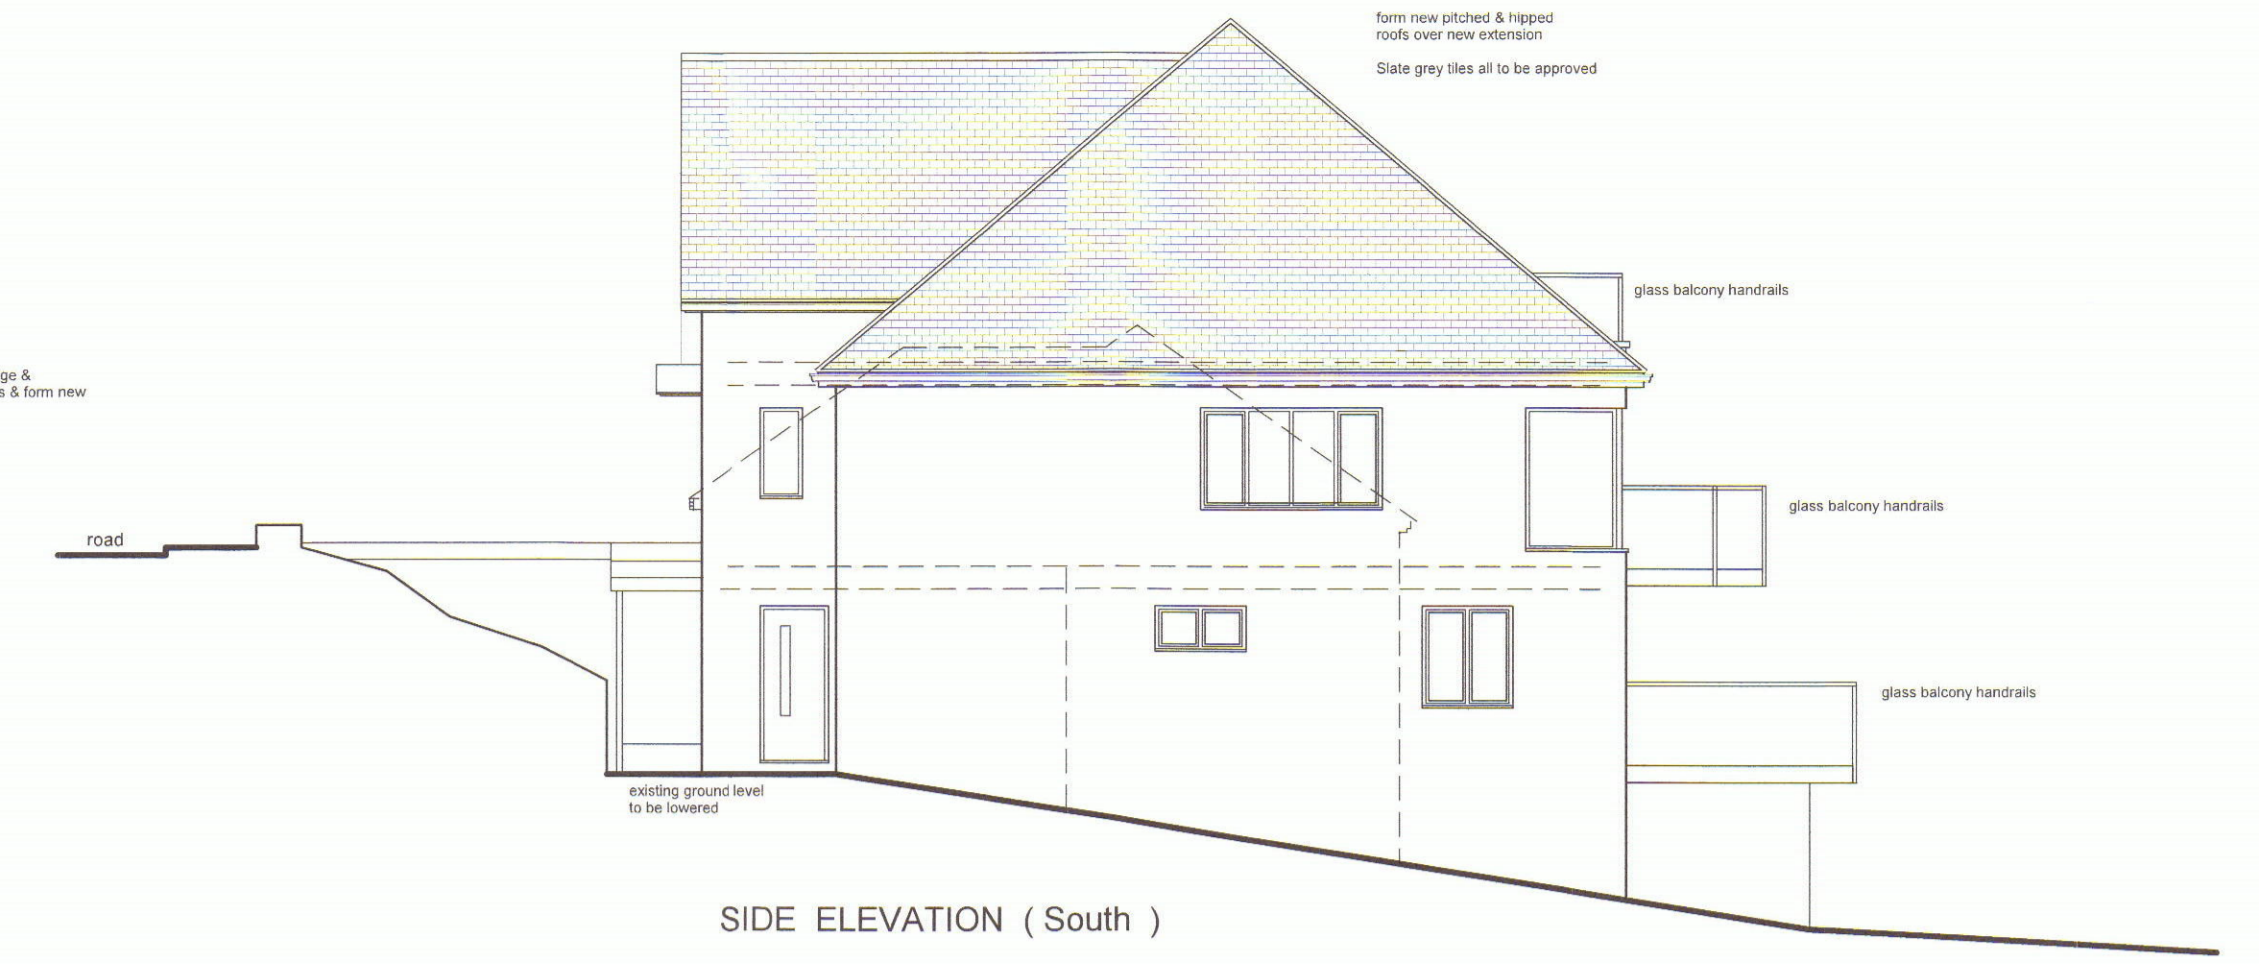 form new pitched & hipped
roofs over new extension
Slate grey tiles all to be approved
glass balcony handrails
ge &
s & form new
glass balcony handrails
road
glass balcony handrails
existing ground level
to be lowered
SIDE ELEVATION ( South )